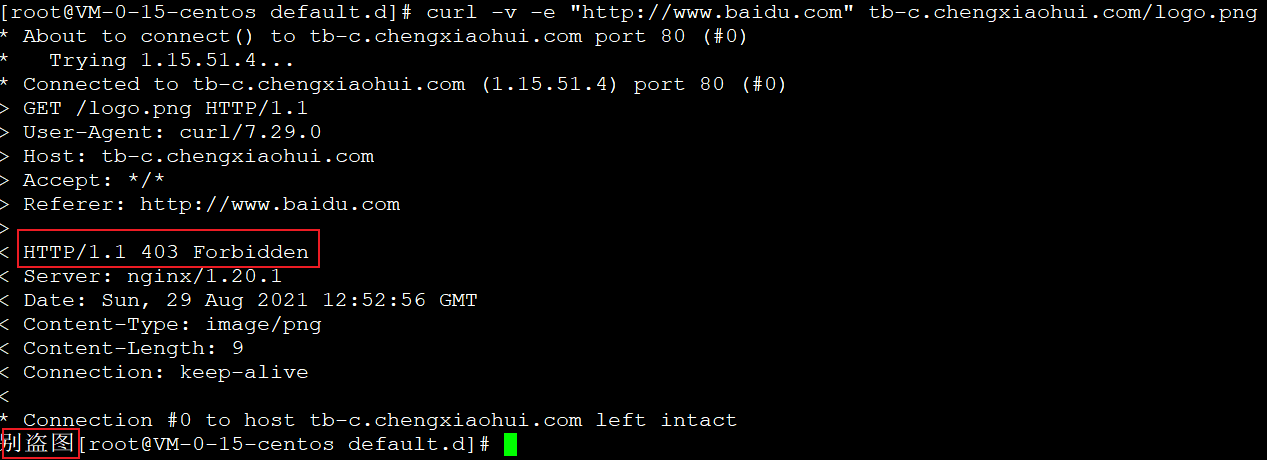 [root@VM-0-15-centos default.d]# curl -v -e "http://www.baidu.com" tb-c.chengxiaohui.com/logo.png
* About to connect() to tb-c.chengxiaohui.com port 80 (#0)
*   Trying 1.15.51.4...
* Connected to tb-c.chengxiaohui.com (1.15.51.4) port 80 (#0)
> GET /logo.png HTTP/1.1
> User-Agent: curl/7.29.0
> Host: tb-c.chengxiaohui.com
> Accept: */*
> Referer: http://www.baidu.com
>
< HTTP/1.1 403 Forbidden
< Server: nginx/1.20.1
< Date: Sun, 29 Aug 2021 12:52:56 GMT
< Content-Type: image/png
< Content-Length: 9
< Connection: keep-alive
<
* Connection #0 to host tb-c.chengxiaohui.com left intact
别盗图[root@VM-0-15-centos default.d]#